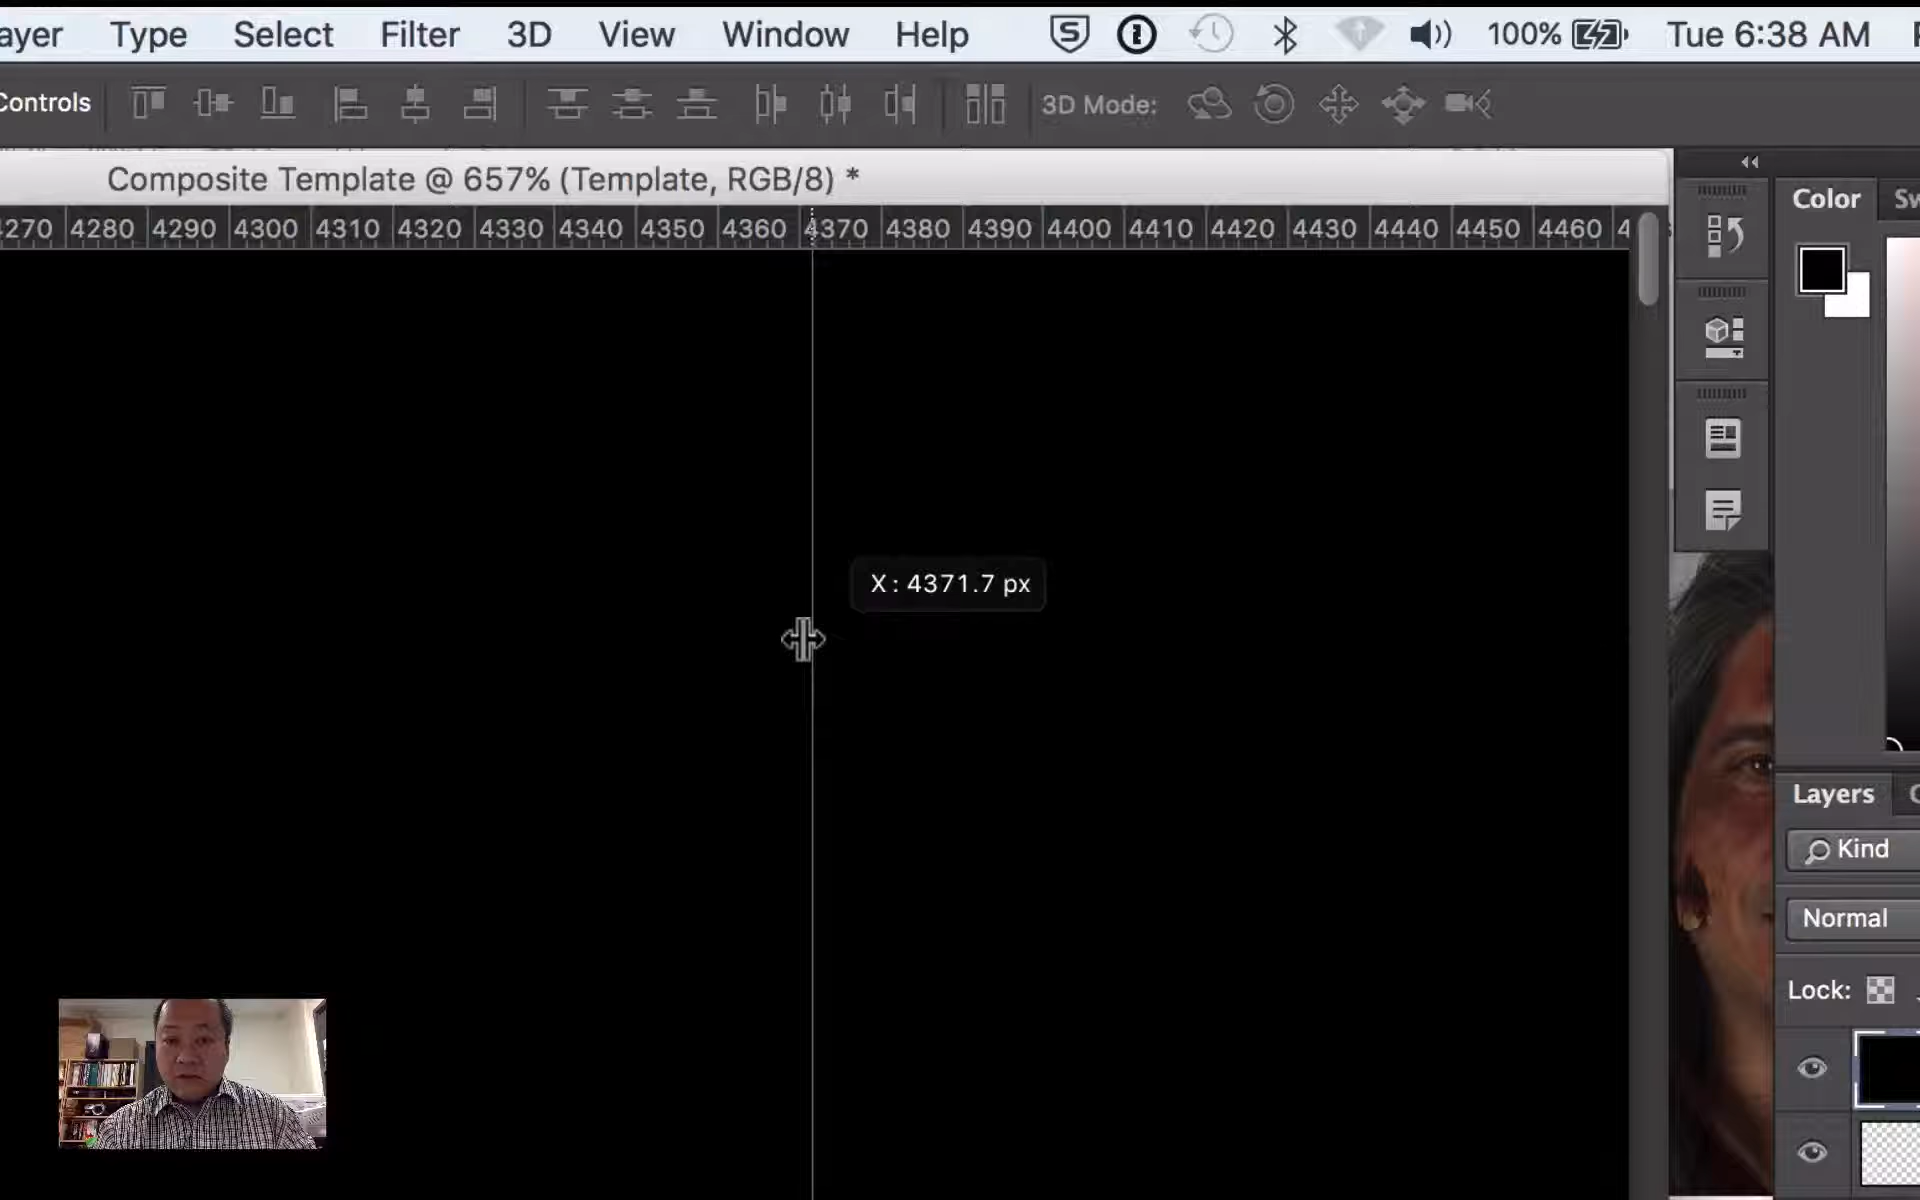 ayer Type Select Filter 3D View Window Help 100% Tue 6:38 AM
Controls 3D Mode:
Composite Template @ 657% (Template, RGB/8) *
4270 4280 4290 4300 4310 4320 4330 4340 4350 4360 4370 4380 4390 4400 4410 4420 4430 4440 4450 4460 4
Color Sw
X: 4371.7 px
Layers
Kind
Normal
Lock: